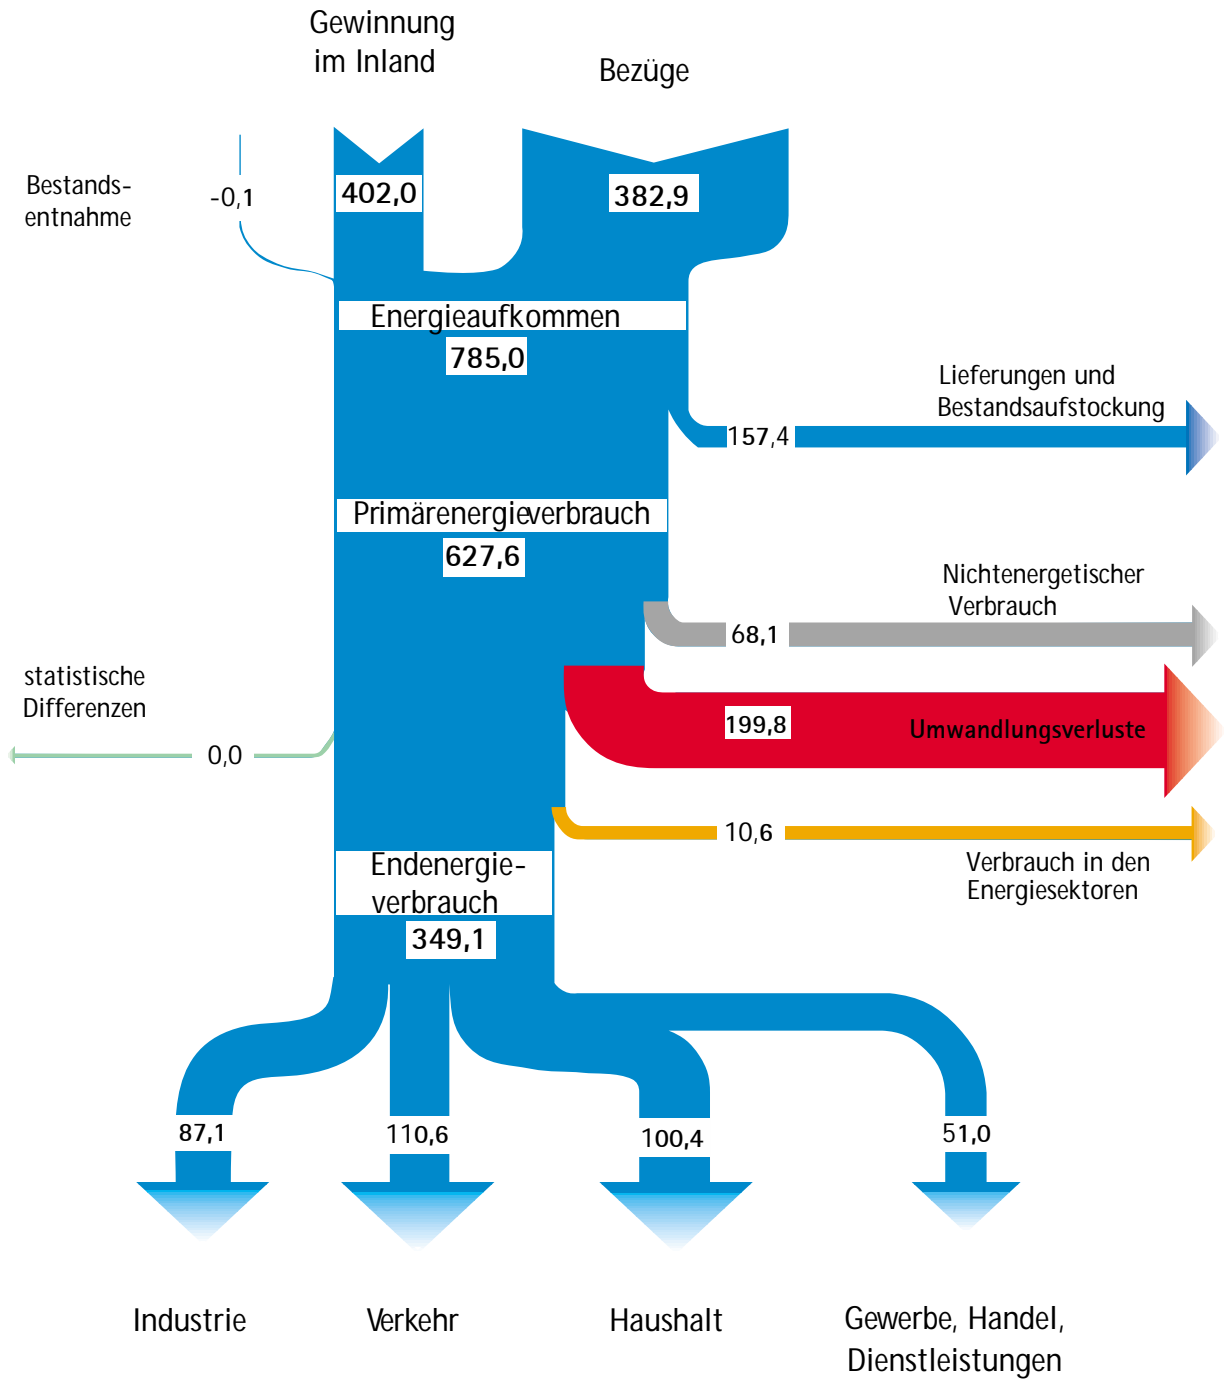 Gewinnung
im Inland
Bezüge
Bestands-
entnahme
-0,1
402,0
382,9
Energieaufkommen
785,0
Lieferungen und
Bestandsaufstockung
157,4
Primärenergieverbrauch
627,6
Nichtenergetischer
Verbrauch
68,1
statistische
Differenzen
0,0
199,8
Umwandlungsverluste
10,6
Verbrauch in den
Energiesektoren
Endenergie-
verbrauch
349,1
87,1
110,6
100,4
51,0
Industrie
Verkehr
Haushalt
Gewerbe, Handel,
Dienstleistungen